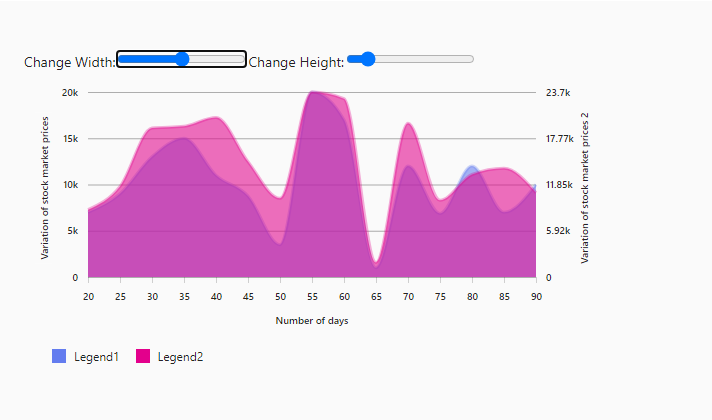 Change Width: Change Height:
Variation of stock market prices
20k
15k
10k
5k
0
23.7k
17.77k
11.85k
5.92k
0
Variation of stock market prices 2
20 25 30 35 40 45 50 55 60 65 70 75 80 85 90
Number of days
Legend1 Legend2